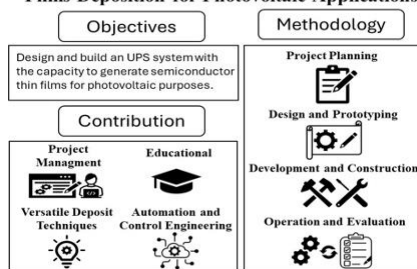 Films Deposition for Photovoltaic Applications
Objectives
Design and build an UPS system with
the capacity to generate semiconductor
thin films for photovoltaic purposes.
Contribution
Project
Managment
Educational
Versatile Deposit
Techniques
Automation and
Control Engineering
Methodology
Project Planning
Design and Prototyping
Development and Construction
Operation and Evaluation